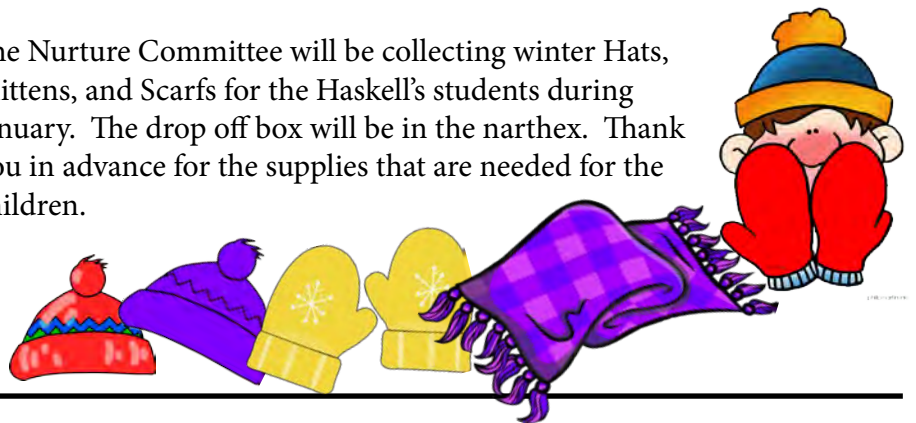 he Nurture Committee will be collecting winter Hats,
ittens, and Scarfs for the Haskell’s students during
nuary.  The drop off box will be in the narthex.  Thank
ou in advance for the supplies that are needed for the
hildren.